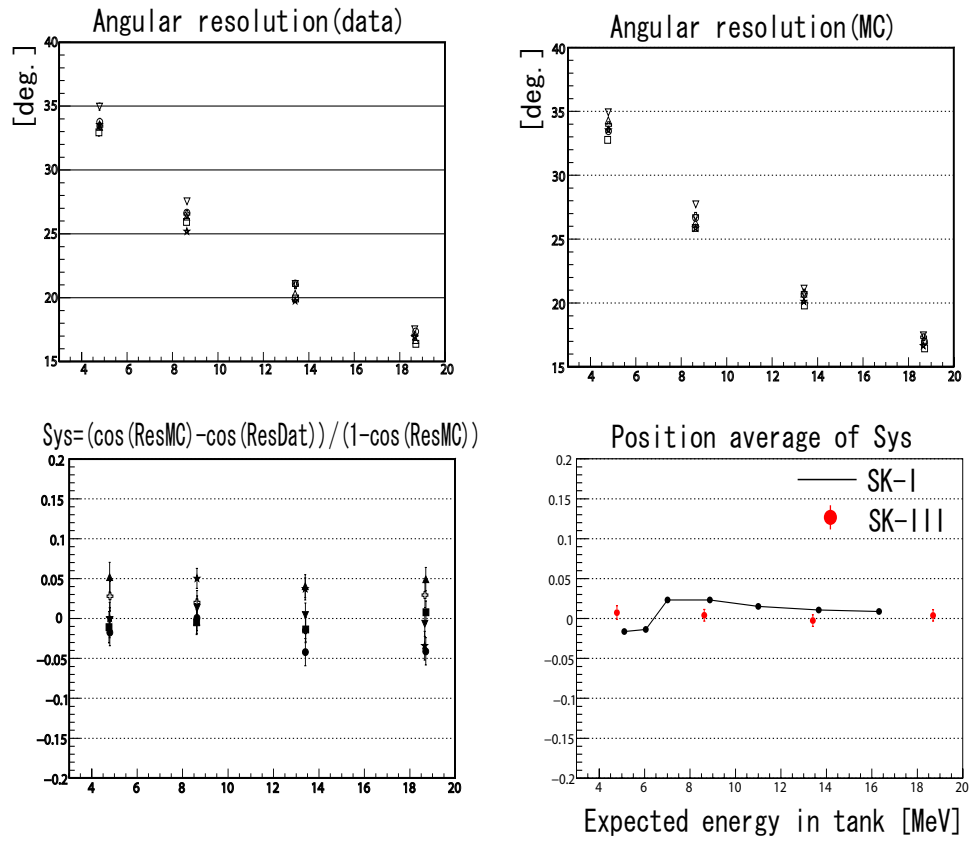 Angular resolution(data)
[deg. ]
40
35
30
25
20
15
4 6 8 10 12 14 16 18 20
Angular resolution(MC)
[deg. ]
40
35
30
25
20
15
4 6 8 10 12 14 16 18 20
Sys=(cos(ResMC)-cos(ResDat))/(1-cos(ResMC))
0.2
0.15
0.1
0.05
0
−0.05
−0.1
−0.15
−0.2
4 6 8 10 12 14 16 18 20
Position average of Sys
0.2
0.15
0.1
0.05
0
−0.05
−0.1
−0.15
−0.2
SK-I
SK-III
4 6 8 10 12 14 16 18 20
Expected energy in tank [MeV]